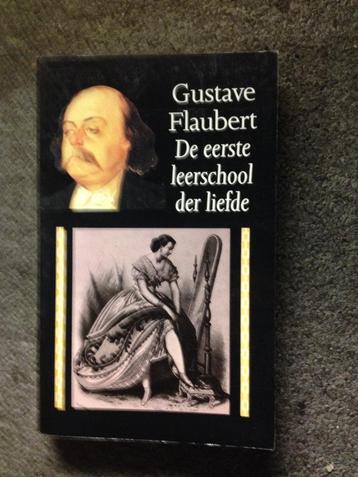 Gustave
Flaubert
De eerste
leerschool
der liefde